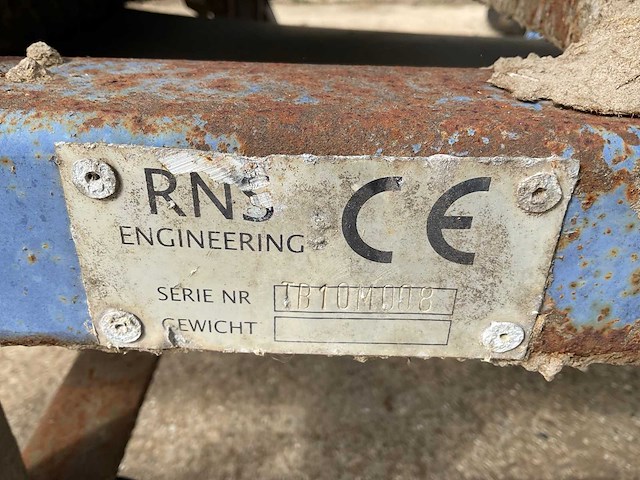 RNS CE
ENGINEERING
SERIE NR TB10M008
GEWICHT